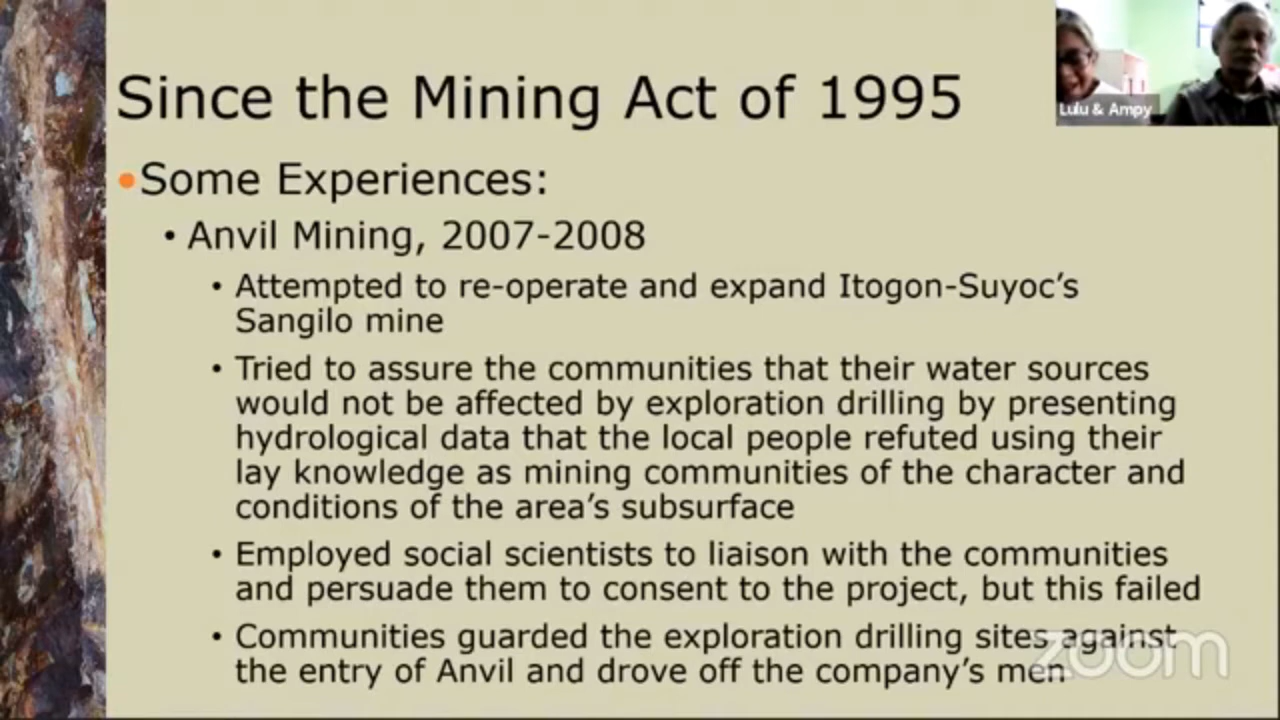 Since the Mining Act of 1995
Lulu & Ampy
•Some Experiences:
• Anvil Mining, 2007-2008
• Attempted to re-operate and expand Itogon-Suyoc’s
Sangilo mine
• Tried to assure the communities that their water sources
would not be affected by exploration drilling by presenting
hydrological data that the local people refuted using their
lay knowledge as mining communities of the character and
conditions of the area’s subsurface
• Employed social scientists to liaison with the communities
and persuade them to consent to the project, but this failed
• Communities guarded the exploration drilling sites against
the entry of Anvil and drove off the company’s men
zoom